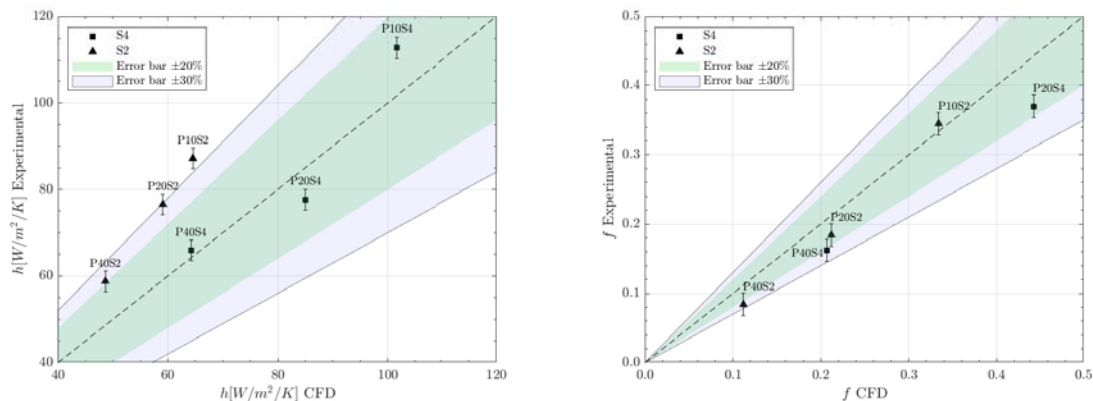 120
100
80
60
40
40
60
80
100
120
h[W/m²/K] Experimental
h[W/m²/K] CFD
S4
S2
Error bar ±20%
Error bar ±30%
P10S4
P10S2
P20S2
P20S4
P40S4
P40S2
0.5
0.4
0.3
0.2
0.1
0.0
0.1
0.2
0.3
0.4
0.5
f Experimental
f CFD
S4
S2
Error bar ±20%
Error bar ±30%
P10S2
P20S4
P20S2
P40S4
P40S2